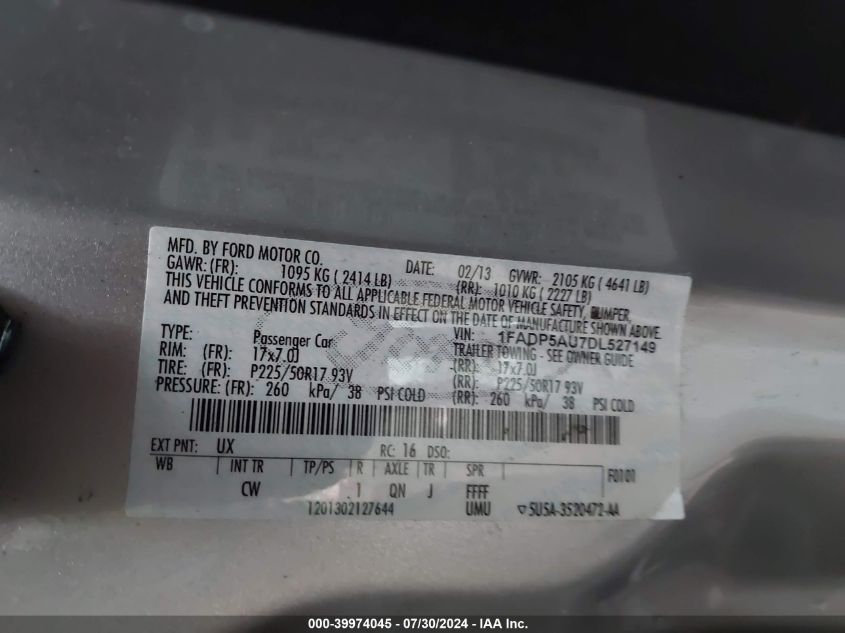 MFD. BY FORD MOTOR CO. DATE: 02/13 GVWR: 2105 KG ( 4641 LB)
GAWR: (FR): 1095 KG ( 2414 LB) (RR): 1010 KG ( 2227 LB)
THIS VEHICLE CONFORMS TO ALL APPLICABLE FEDERAL MOTOR VEHICLE SAFETY, BUMPER,
AND THEFT PREVENTION STANDARDS IN EFFECT ON THE DATE OF MANUFACTURE SHOWN ABOVE.
VIN: 1FADP5AU7DL527149
TYPE: Passenger Car TRAILER TOWING - SEE OWNER GUIDE
RIM: (FR): 17x7.0J (RR): 17x7.0J
TIRE: (FR): P225/50R17 93V (RR): P225/50R17 93V
PRESSURE: (FR): 260 kPa/ 38 PSI COLD (RR): 260 kPa/ 38 PSI COLD
EXT PNT: UX RC: 16 DSO: F0101
WB INT TR TP/PS R AXLE TR SPR
CW 1 QN J FFFF
1201302127644 UMU ▽5U5A-3520472-AA
000-39974045 - 07/30/2024 - IAA Inc.